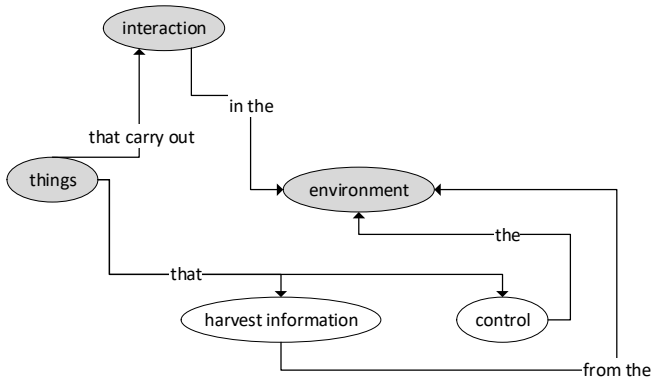 interaction
in the
that carry out
things
environment
the
that
harvest information
control
from the